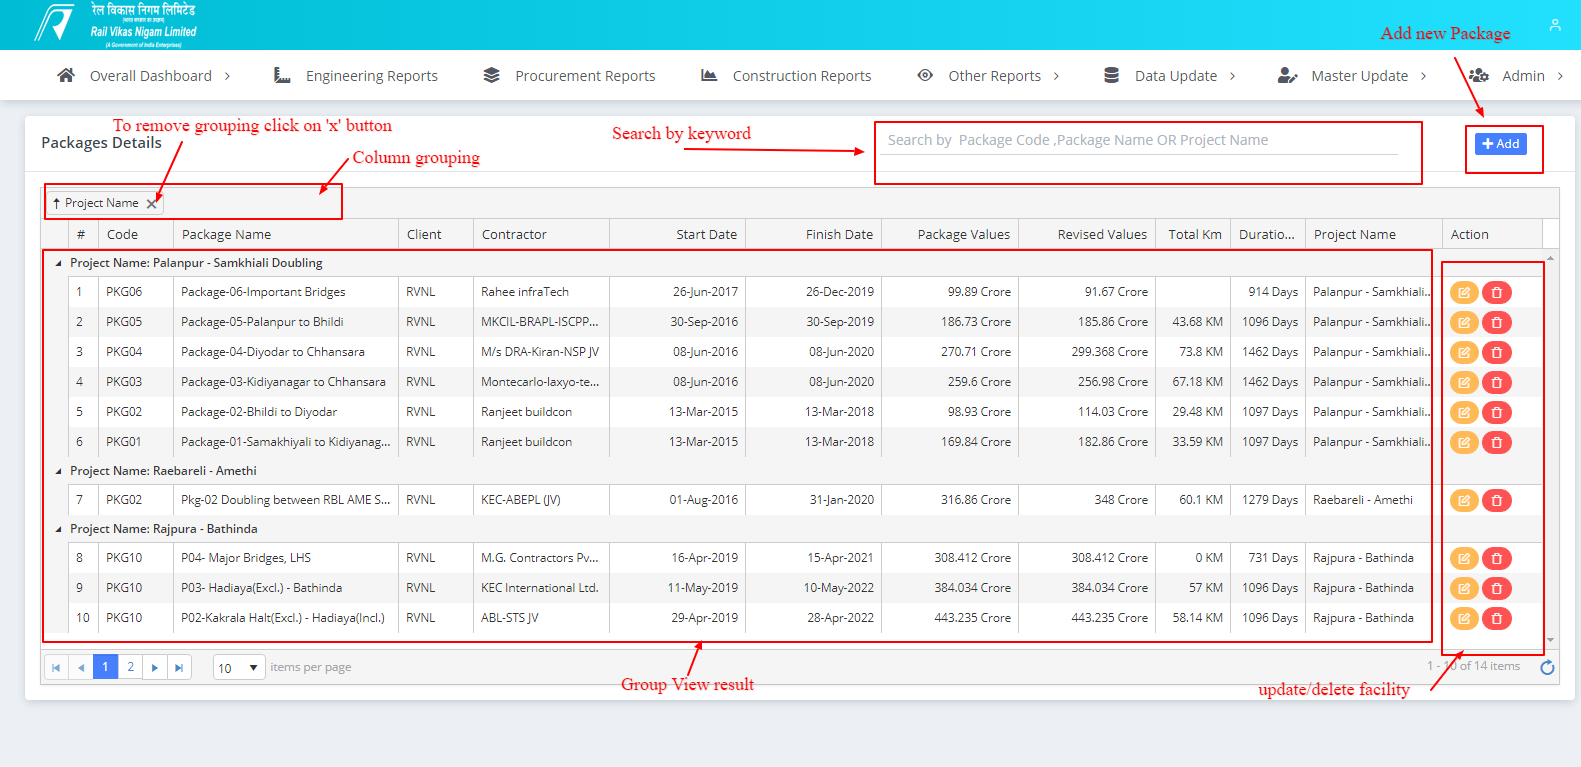 रेल विकास निगम लिमिटेड
(भारत सरकार का उपक्रम)
Rail Vikas Nigam Limited
(A Government of India Enterprises)
Add new Package
Overall Dashboard
Engineering Reports
Procurement Reports
Construction Reports
Other Reports
Data Update
Master Update
Admin
To remove grouping click on 'x' button
Packages Details
Column grouping
Search by keyword
Search by Package Code ,Package Name OR Project Name
Add
Project Name
# Code Package Name Client Contractor Start Date Finish Date Package Values Revised Values Total Km Duratio... Project Name Action
Project Name: Palanpur - Samkhiali Doubling
1 PKG06 Package-06-Important Bridges RVNL Rahee infraTech 26-Jun-2017 26-Dec-2019 99.89 Crore 91.67 Crore 914 Days Palanpur - Samkhiali..
2 PKG05 Package-05-Palanpur to Bhildi RVNL MKCIL-BRAPL-ISCPP... 30-Sep-2016 30-Sep-2019 186.73 Crore 185.86 Crore 43.68 KM 1096 Days Palanpur - Samkhiali..
3 PKG04 Package-04-Diyodar to Chhansara RVNL M/s DRA-Kiran-NSP JV 08-Jun-2016 08-Jun-2020 270.71 Crore 299.368 Crore 73.8 KM 1462 Days Palanpur - Samkhiali..
4 PKG03 Package-03-Kidiyanagar to Chhansara RVNL Montecarlo-laxyo-te... 08-Jun-2016 08-Jun-2020 259.6 Crore 256.98 Crore 67.18 KM 1462 Days Palanpur - Samkhiali..
5 PKG02 Package-02-Bhildi to Diyodar RVNL Ranjeet buildcon 13-Mar-2015 13-Mar-2018 98.93 Crore 114.03 Crore 29.48 KM 1097 Days Palanpur - Samkhiali..
6 PKG01 Package-01-Samakhiyali to Kidiyanag... RVNL Ranjeet buildcon 13-Mar-2015 13-Mar-2018 169.84 Crore 182.86 Crore 33.59 KM 1097 Days Palanpur - Samkhiali..
Project Name: Raebareli - Amethi
7 PKG02 Pkg-02 Doubling between RBL AME S... RVNL KEC-ABEPL (JV) 01-Aug-2016 31-Jan-2020 316.86 Crore 348 Crore 60.1 KM 1279 Days Raebareli - Amethi
Project Name: Rajpura - Bathinda
8 PKG10 P04- Major Bridges, LHS RVNL M.G. Contractors Pv... 16-Apr-2019 15-Apr-2021 308.412 Crore 308.412 Crore 0 KM 731 Days Rajpura - Bathinda
9 PKG10 P03- Hadiaya(Excl.) - Bathinda RVNL KEC International Ltd. 11-May-2019 10-May-2022 384.034 Crore 384.034 Crore 57 KM 1096 Days Rajpura - Bathinda
10 PKG10 P02-Kakrala Halt(Excl.) - Hadiaya(Incl.) RVNL ABL-STS JV 29-Apr-2019 28-Apr-2022 443.235 Crore 443.235 Crore 58.14 KM 1096 Days Rajpura - Bathinda
1 2 10 items per page
1 - 10 of 14 items
Group View result
update/delete facility